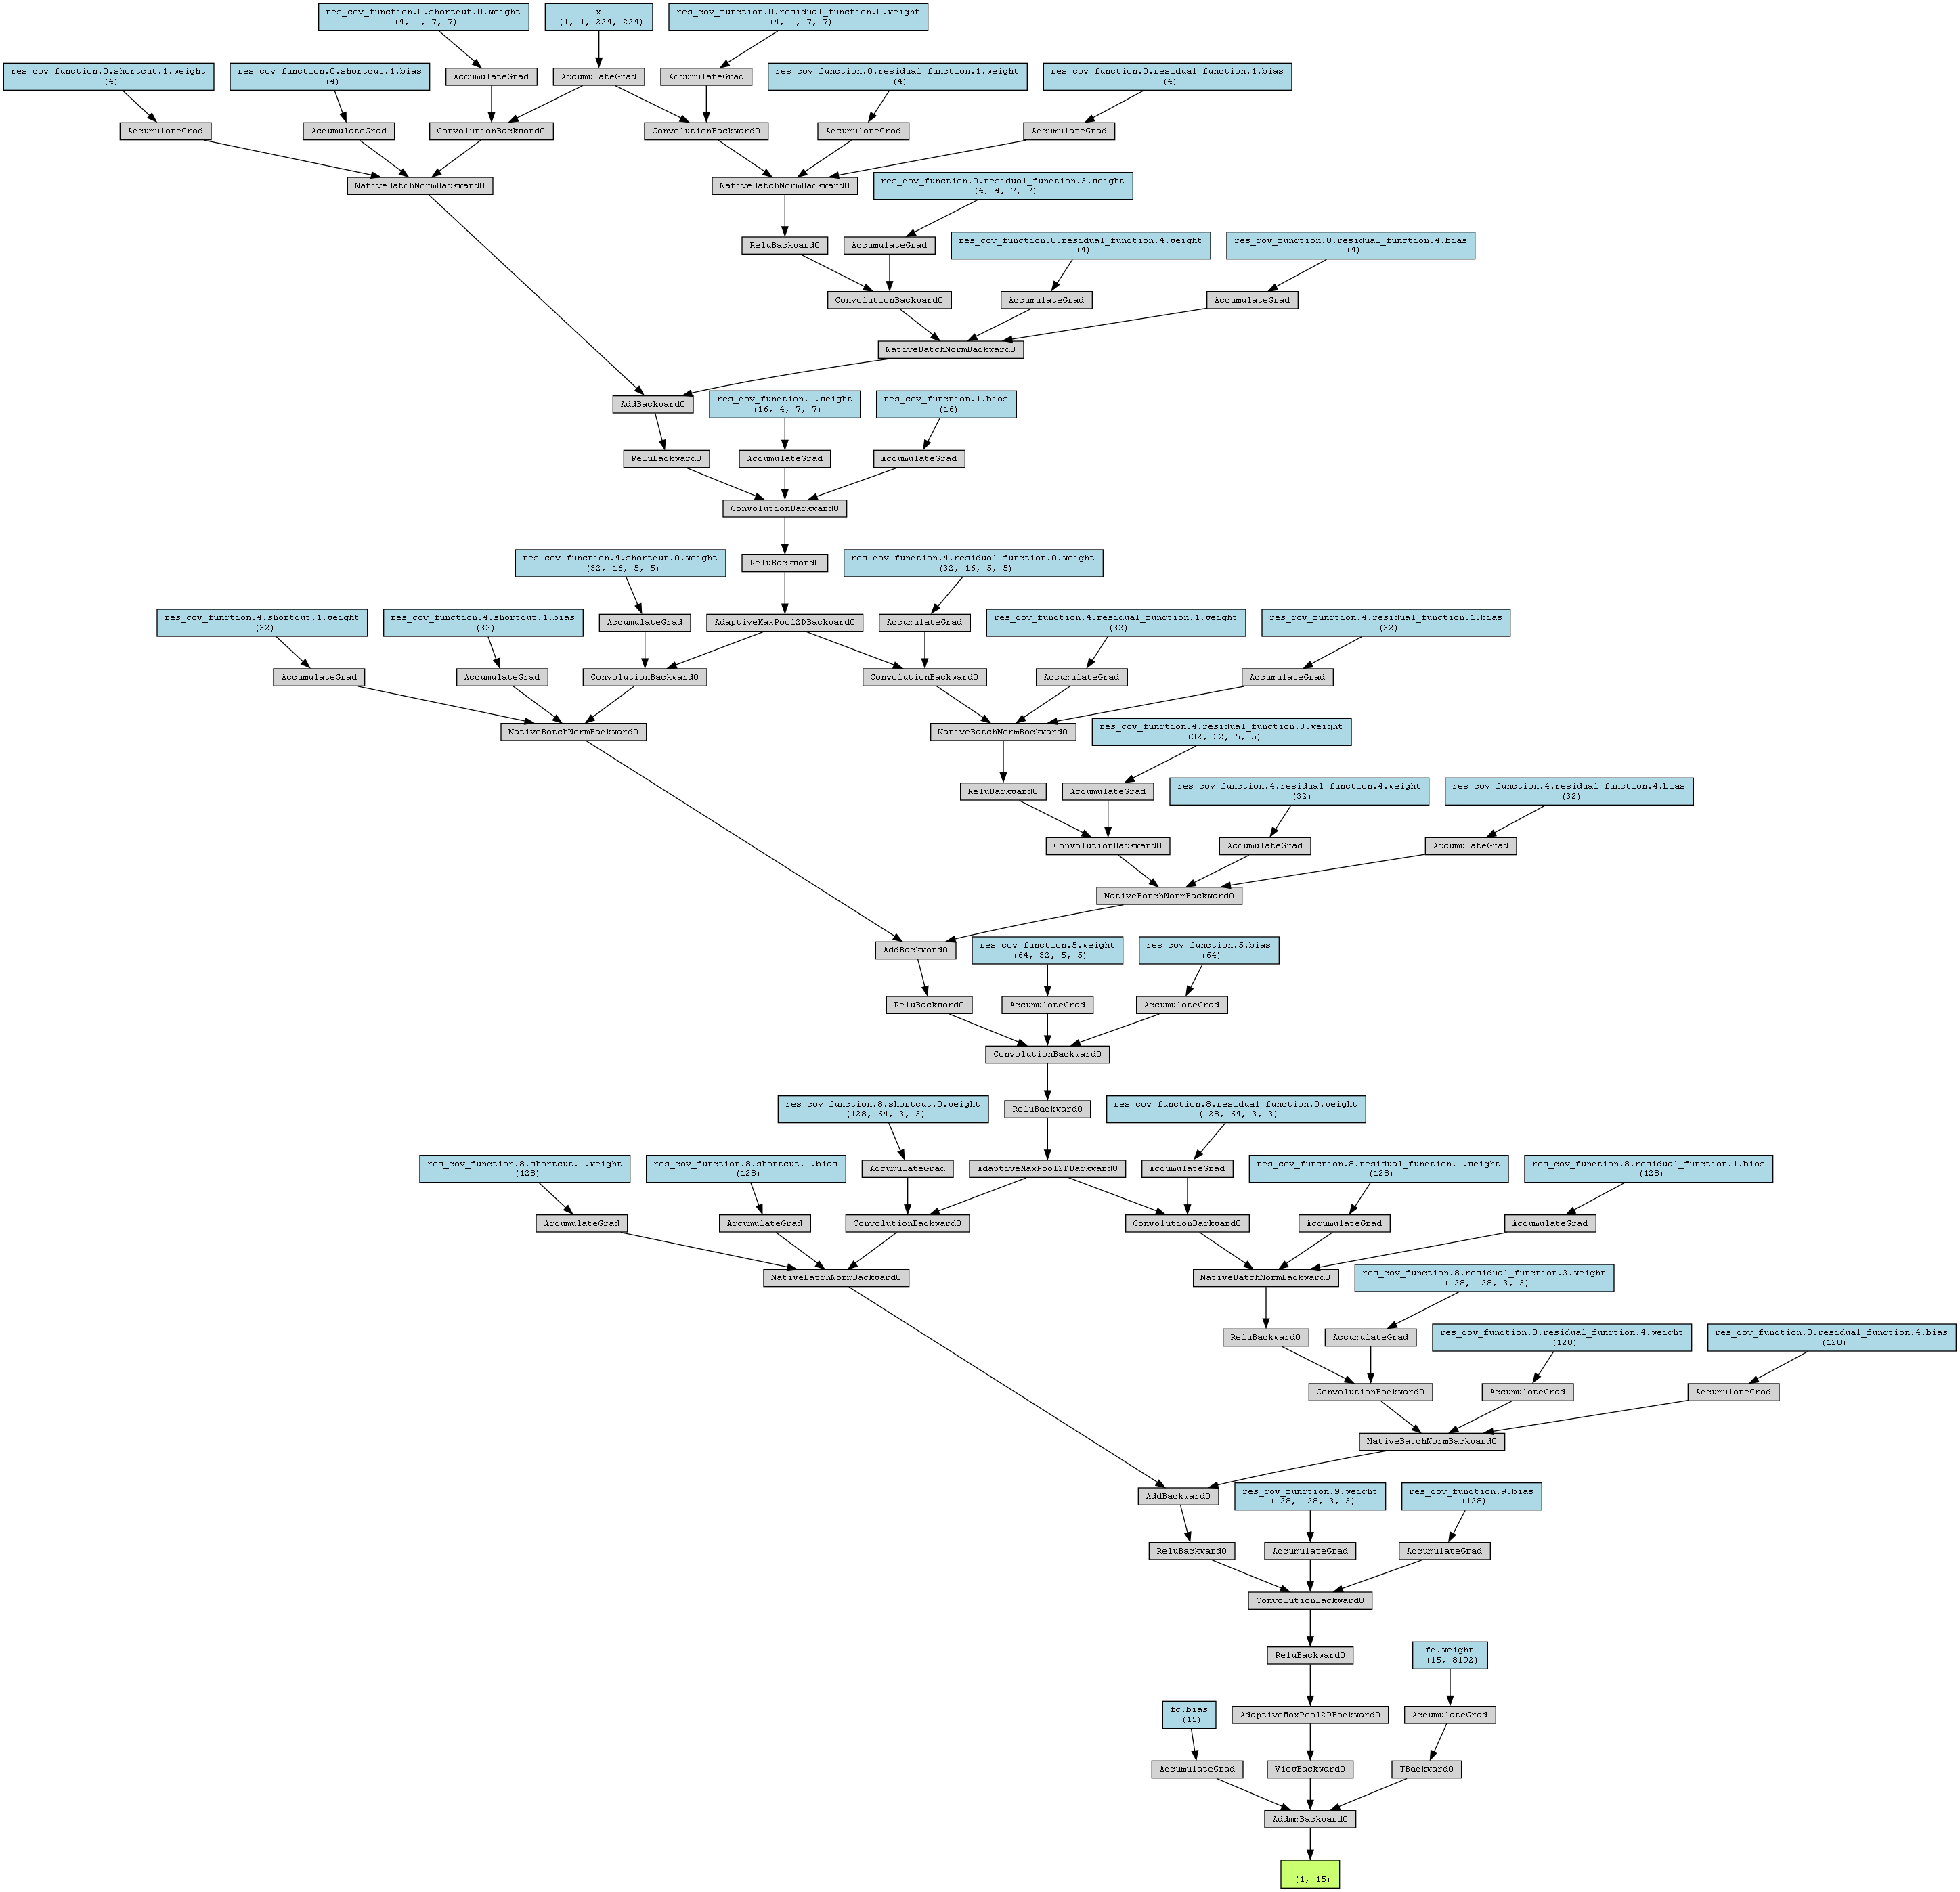 res_cov_function.0.shortcut.0.weight
(4, 1, 7, 7)
x
(1, 1, 224, 224)
res_cov_function.0.residual_function.0.weight
(4, 1, 7, 7)
res_cov_function.0.shortcut.1.weight
(4)
res_cov_function.0.shortcut.1.bias
(4)
AccumulateGrad
AccumulateGrad
AccumulateGrad
res_cov_function.0.residual_function.1.weight
(4)
res_cov_function.0.residual_function.1.bias
(4)
AccumulateGrad
AccumulateGrad
ConvolutionBackward0
ConvolutionBackward0
AccumulateGrad
AccumulateGrad
NativeBatchNormBackward0
NativeBatchNormBackward0
res_cov_function.0.residual_function.3.weight
(4, 4, 7, 7)
ReluBackward0
AccumulateGrad
res_cov_function.0.residual_function.4.weight
(4)
res_cov_function.0.residual_function.4.bias
(4)
ConvolutionBackward0
AccumulateGrad
AccumulateGrad
NativeBatchNormBackward0
AddBackward0
res_cov_function.1.weight
(16, 4, 7, 7)
res_cov_function.1.bias
(16)
ReluBackward0
AccumulateGrad
AccumulateGrad
ConvolutionBackward0
res_cov_function.4.shortcut.0.weight
(32, 16, 5, 5)
ReluBackward0
res_cov_function.4.residual_function.0.weight
(32, 16, 5, 5)
res_cov_function.4.shortcut.1.weight
(32)
res_cov_function.4.shortcut.1.bias
(32)
AccumulateGrad
AdaptiveMaxPool2DBackward0
AccumulateGrad
res_cov_function.4.residual_function.1.weight
(32)
res_cov_function.4.residual_function.1.bias
(32)
AccumulateGrad
AccumulateGrad
ConvolutionBackward0
ConvolutionBackward0
AccumulateGrad
AccumulateGrad
NativeBatchNormBackward0
NativeBatchNormBackward0
res_cov_function.4.residual_function.3.weight
(32, 32, 5, 5)
ReluBackward0
AccumulateGrad
res_cov_function.4.residual_function.4.weight
(32)
res_cov_function.4.residual_function.4.bias
(32)
ConvolutionBackward0
AccumulateGrad
AccumulateGrad
NativeBatchNormBackward0
AddBackward0
res_cov_function.5.weight
(64, 32, 5, 5)
res_cov_function.5.bias
(64)
ReluBackward0
AccumulateGrad
AccumulateGrad
ConvolutionBackward0
res_cov_function.8.shortcut.0.weight
(128, 64, 3, 3)
ReluBackward0
res_cov_function.8.residual_function.0.weight
(128, 64, 3, 3)
res_cov_function.8.shortcut.1.weight
(128)
res_cov_function.8.shortcut.1.bias
(128)
AccumulateGrad
AdaptiveMaxPool2DBackward0
AccumulateGrad
res_cov_function.8.residual_function.1.weight
(128)
res_cov_function.8.residual_function.1.bias
(128)
AccumulateGrad
AccumulateGrad
ConvolutionBackward0
ConvolutionBackward0
AccumulateGrad
AccumulateGrad
NativeBatchNormBackward0
NativeBatchNormBackward0
res_cov_function.8.residual_function.3.weight
(128, 128, 3, 3)
ReluBackward0
AccumulateGrad
res_cov_function.8.residual_function.4.weight
(128)
res_cov_function.8.residual_function.4.bias
(128)
ConvolutionBackward0
AccumulateGrad
AccumulateGrad
NativeBatchNormBackward0
AddBackward0
res_cov_function.9.weight
(128, 128, 3, 3)
res_cov_function.9.bias
(128)
ReluBackward0
AccumulateGrad
AccumulateGrad
ConvolutionBackward0
ReluBackward0
fc.weight
(15, 8192)
fc.bias
(15)
AdaptiveMaxPool2DBackward0
AccumulateGrad
AccumulateGrad
ViewBackward0
TBackward0
AddmmBackward0
(1, 15)